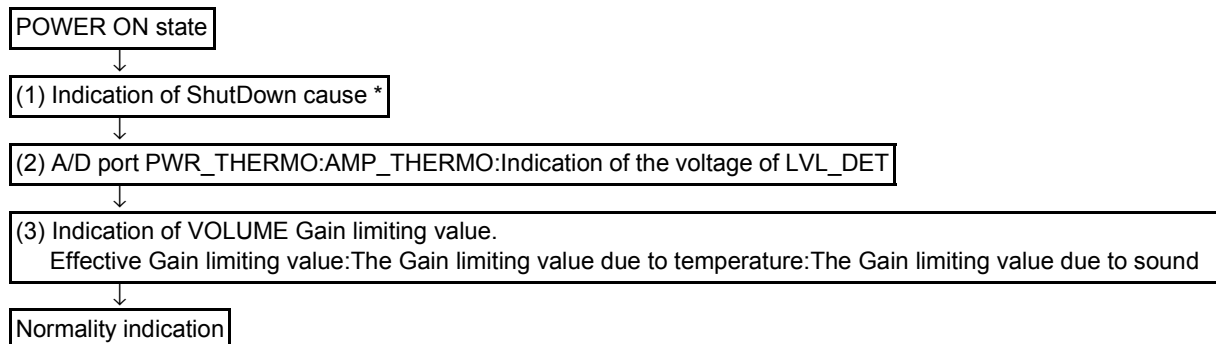 POWER ON state
↓
(1) Indication of ShutDown cause *
↓
(2) A/D port PWR_THERMO:AMP_THERMO:Indication of the voltage of LVL_DET
↓
(3) Indication of VOLUME Gain limiting value.
Effective Gain limiting value:The Gain limiting value due to temperature:The Gain limiting value due to sound
↓
Normality indication